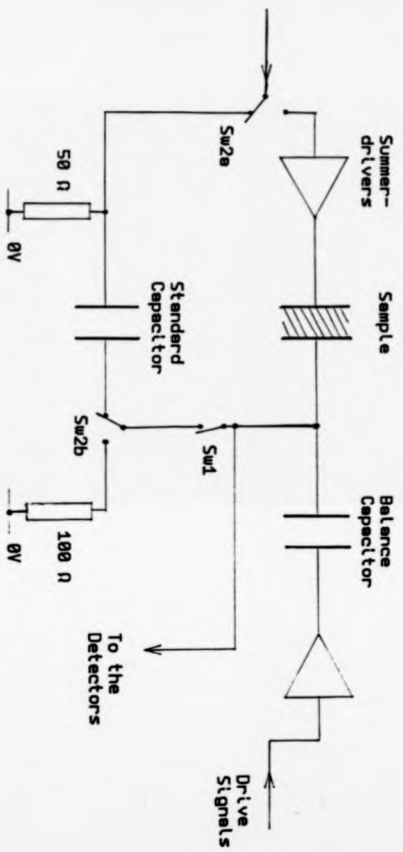 Summer-
drivers
Sample
Balance
Capacitor
Drive
Signals
Sw2a
Standard
Capacitor
Sw1
Sw2b
To the
Detectors
50 Ω
0V
100 Ω
0V